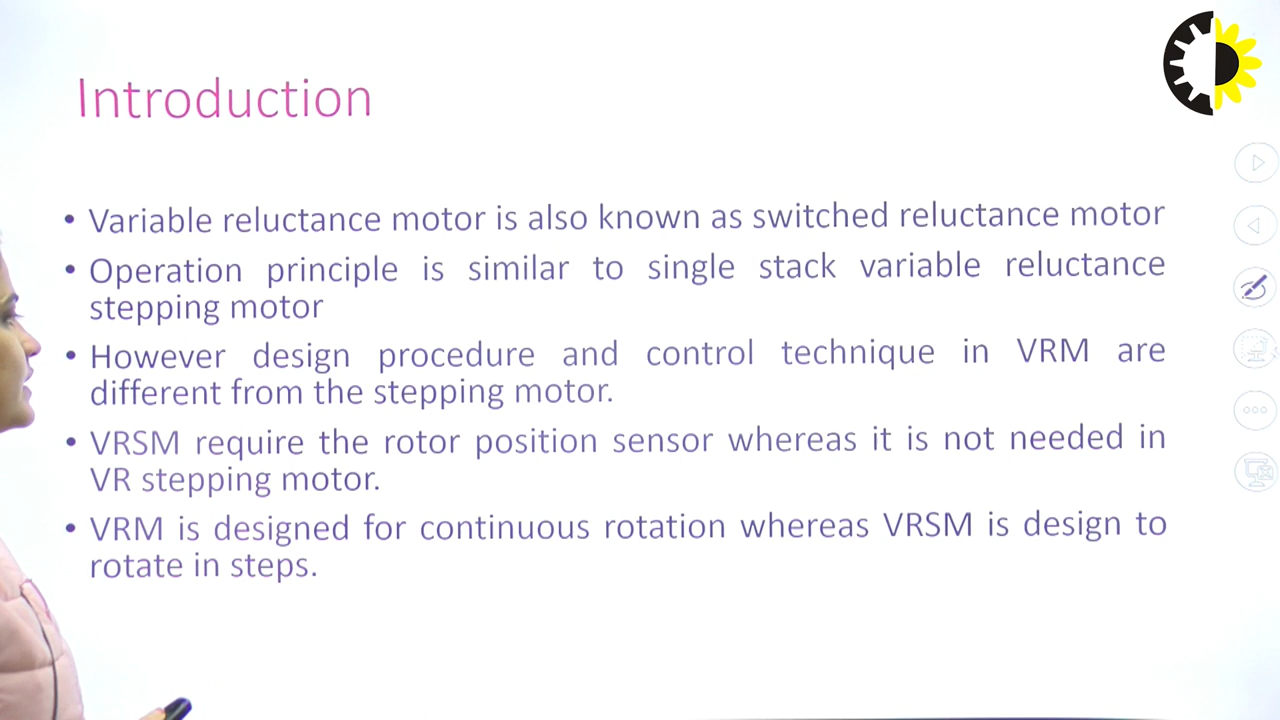 Introduction
• Variable reluctance motor is also known as switched reluctance motor
• Operation principle is similar to single stack variable reluctance
stepping motor
• However design procedure and control technique in VRM are
different from the stepping motor.
• VRSM require the rotor position sensor whereas it is not needed in
VR stepping motor.
• VRM is designed for continuous rotation whereas VRSM is design to
rotate in steps.